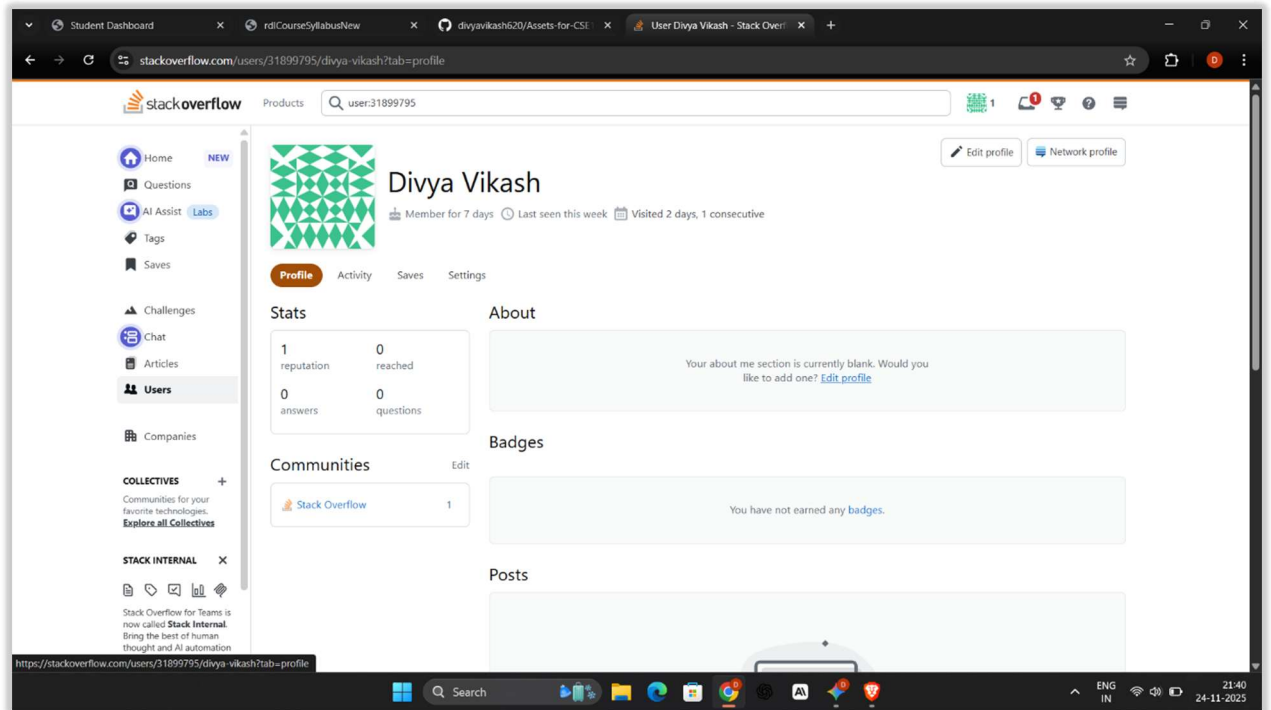 Student Dashboard
rdlCourseSyllabusNew
divyavikash620/Assets-for-CSE1
User Divya Vikash - Stack Overf
stackoverflow.com/users/31899795/divya-vikash?tab=profile
D
stackoverflow
Products
user:31899795
1
1
Home NEW
Questions
AI Assist Labs
Tags
Saves
Challenges
Chat
Articles
Users
Companies
COLLECTIVES +
Communities for your
favorite technologies.
Explore all Collectives
STACK INTERNAL
Stack Overflow for Teams is
now called Stack Internal.
Bring the best of human
thought and AI automation
Edit profile
Network profile
Divya Vikash
Member for 7 days Last seen this week Visited 2 days, 1 consecutive
Profile Activity Saves Settings
Stats
1 0
reputation reached
0 0
answers questions
Communities Edit
Stack Overflow 1
About
Your about me section is currently blank. Would you
like to add one? Edit profile
Badges
You have not earned any badges.
Posts
https://stackoverflow.com/users/31899795/divya-vikash?tab=profile
Search
ENG
IN
21:40
24-11-2025